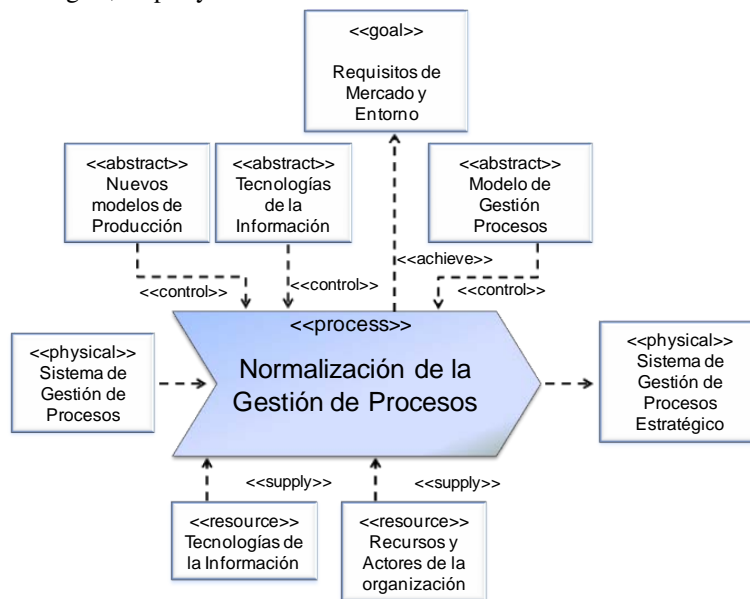 <<goal>>
Requisitos de
Mercado y
Entorno
<<abstract>>
Nuevos
modelos de
Producción
<<abstract>>
Tecnologías
de la
Información
<<abstract>>
Modelo de
Gestión
Procesos
<<achieve>>
<<control>>
<<control>>
<<control>>
<<process>>
Normalización de la
Gestión de Procesos
<<physical>>
Sistema de
Gestión de
Procesos
<<physical>>
Sistema de
Gestión de
Procesos
Estratégico
<<supply>>
<<supply>>
<<resource>>
Tecnologías de
la Información
<<resource>>
Recursos y
Actores de la
organización